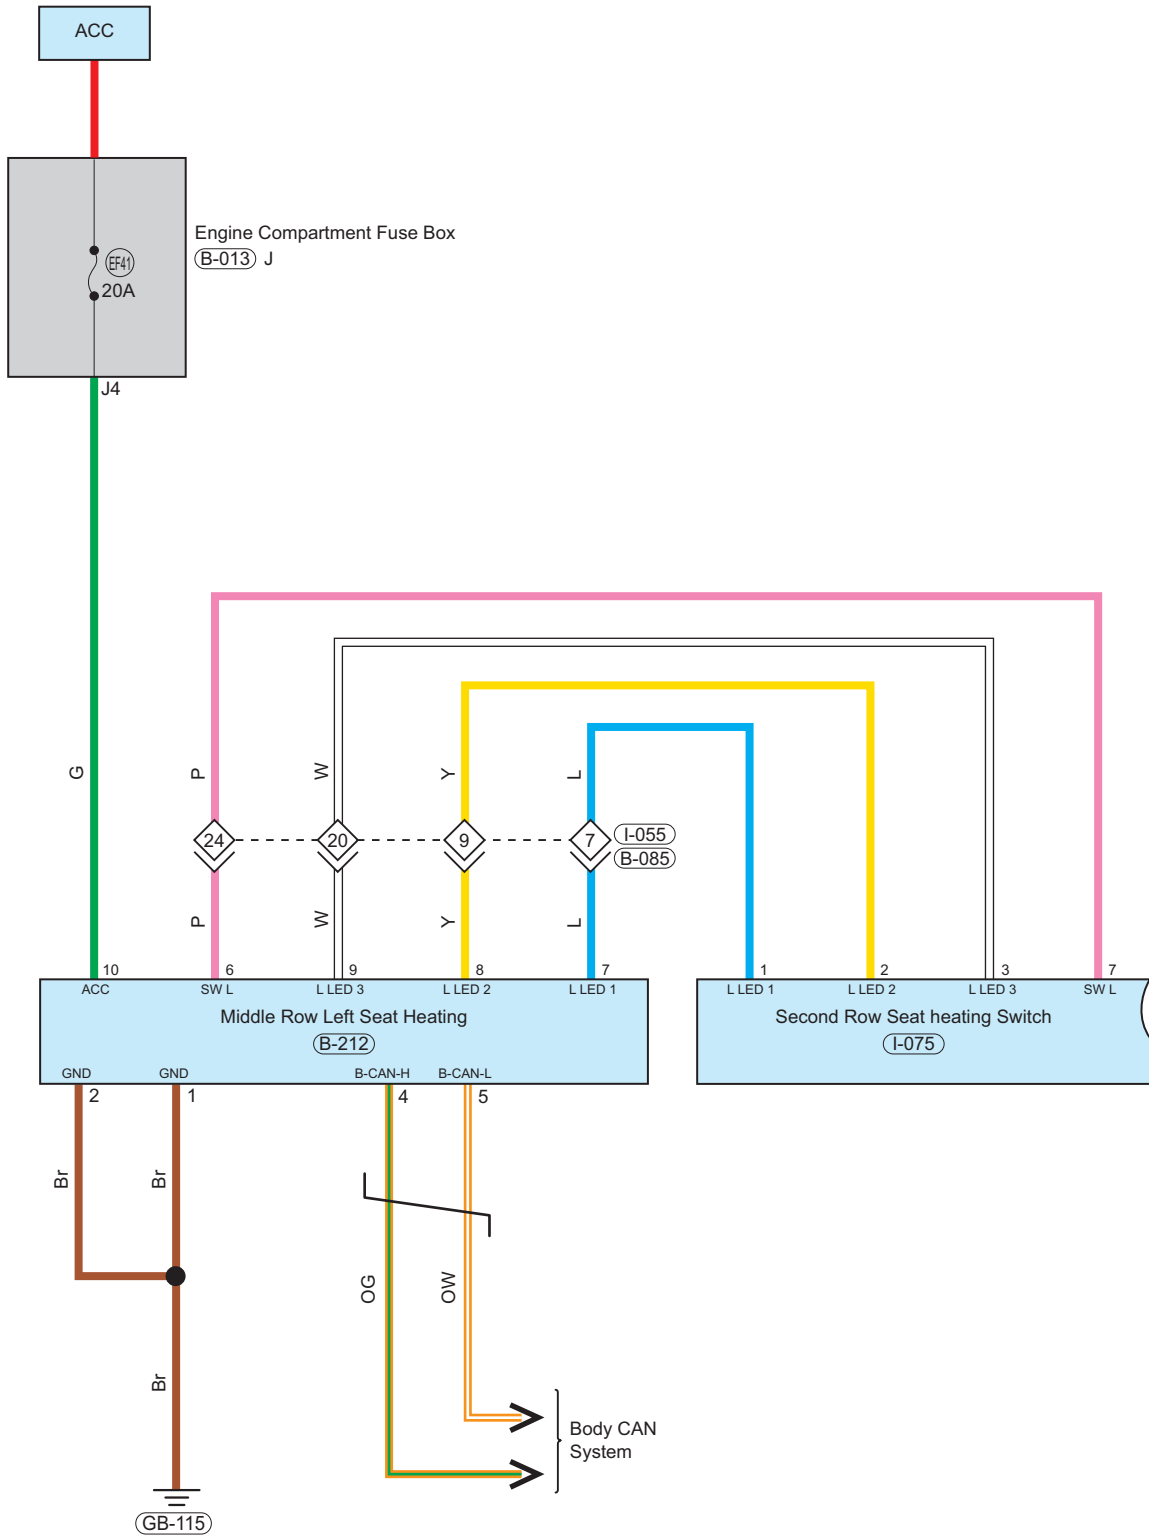 ACC
Engine Compartment Fuse Box
B-013 J
EF41
20A
J4
G
P
W
Y
L
24
20
9
7
I-055
B-085
P
W
Y
L
10
6
9
8
7
1
2
3
7
ACC
SW L
L LED 3
L LED 2
L LED 1
L LED 1
L LED 2
L LED 3
SW L
Middle Row Left Seat Heating
B-212
Second Row Seat heating Switch
I-075
GND
GND
B-CAN-H
B-CAN-L
2
1
4
5
Br
Br
OG
OW
Br
Body CAN
System
GB-115